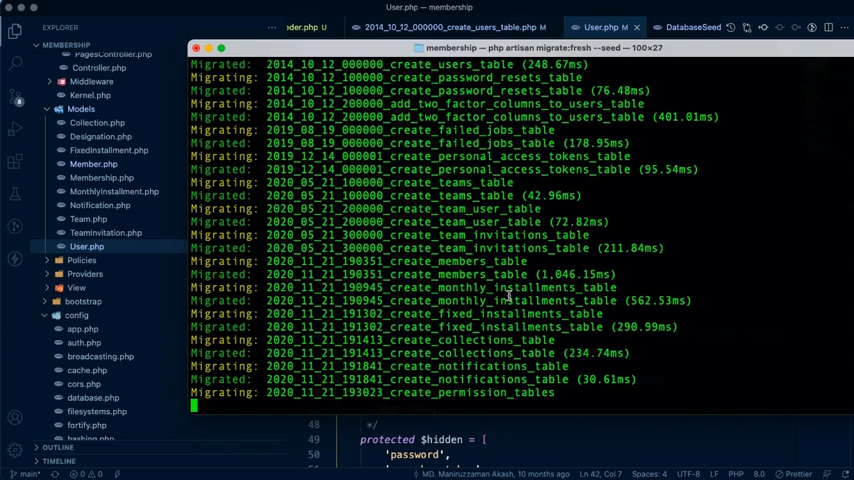 User.php — membership
EXPLORER
eder.php
2014_10_12_000000_create_users_table.php M
User.php M
DatabaseSeed
MEMBERSHIP
PagesController.php
Controller.php
Middleware
Kernel.php
Models
Collection.php
Designation.php
FixedInstallment.php
Member.php
Membership.php
MonthlyInstallment.php
Notification.php
Team.php
TeamInvitation.php
User.php
Policies
Providers
View
bootstrap
config
app.php
auth.php
broadcasting.php
cache.php
cors.php
database.php
filesystems.php
fortify.php
hashing.php
OUTLINE
TIMELINE
membership — php artisan migrate:fresh --seed — 100×27
Migrated: 2014_10_12_000000_create_users_table (248.67ms)
Migrating: 2014_10_12_100000_create_password_resets_table
Migrated: 2014_10_12_100000_create_password_resets_table (76.48ms)
Migrating: 2014_10_12_200000_add_two_factor_columns_to_users_table
Migrated: 2014_10_12_200000_add_two_factor_columns_to_users_table (401.01ms)
Migrating: 2019_08_19_000000_create_failed_jobs_table
Migrated: 2019_08_19_000000_create_failed_jobs_table (178.95ms)
Migrating: 2019_12_14_000001_create_personal_access_tokens_table
Migrated: 2019_12_14_000001_create_personal_access_tokens_table (95.54ms)
Migrating: 2020_05_21_100000_create_teams_table
Migrated: 2020_05_21_100000_create_teams_table (42.96ms)
Migrating: 2020_05_21_200000_create_team_user_table
Migrated: 2020_05_21_200000_create_team_user_table (72.82ms)
Migrating: 2020_05_21_300000_create_team_invitations_table
Migrated: 2020_05_21_300000_create_team_invitations_table (211.84ms)
Migrating: 2020_11_21_190351_create_members_table
Migrated: 2020_11_21_190351_create_members_table (1,046.15ms)
Migrating: 2020_11_21_190945_create_monthly_installments_table
Migrated: 2020_11_21_190945_create_monthly_installments_table (562.53ms)
Migrating: 2020_11_21_191302_create_fixed_installments_table
Migrated: 2020_11_21_191302_create_fixed_installments_table (290.99ms)
Migrating: 2020_11_21_191413_create_collections_table
Migrated: 2020_11_21_191413_create_collections_table (234.74ms)
Migrating: 2020_11_21_191841_create_notifications_table
Migrated: 2020_11_21_191841_create_notifications_table (30.61ms)
Migrating: 2020_11_21_193023_create_permission_tables
48 */
49 protected $hidden = [
50 'password',
main*
0 0
MD. Maniruzzaman Akash, 10 months ago
Ln 42, Col 7
Spaces: 4
UTF-8
LF
PHP
8.0
Prettier